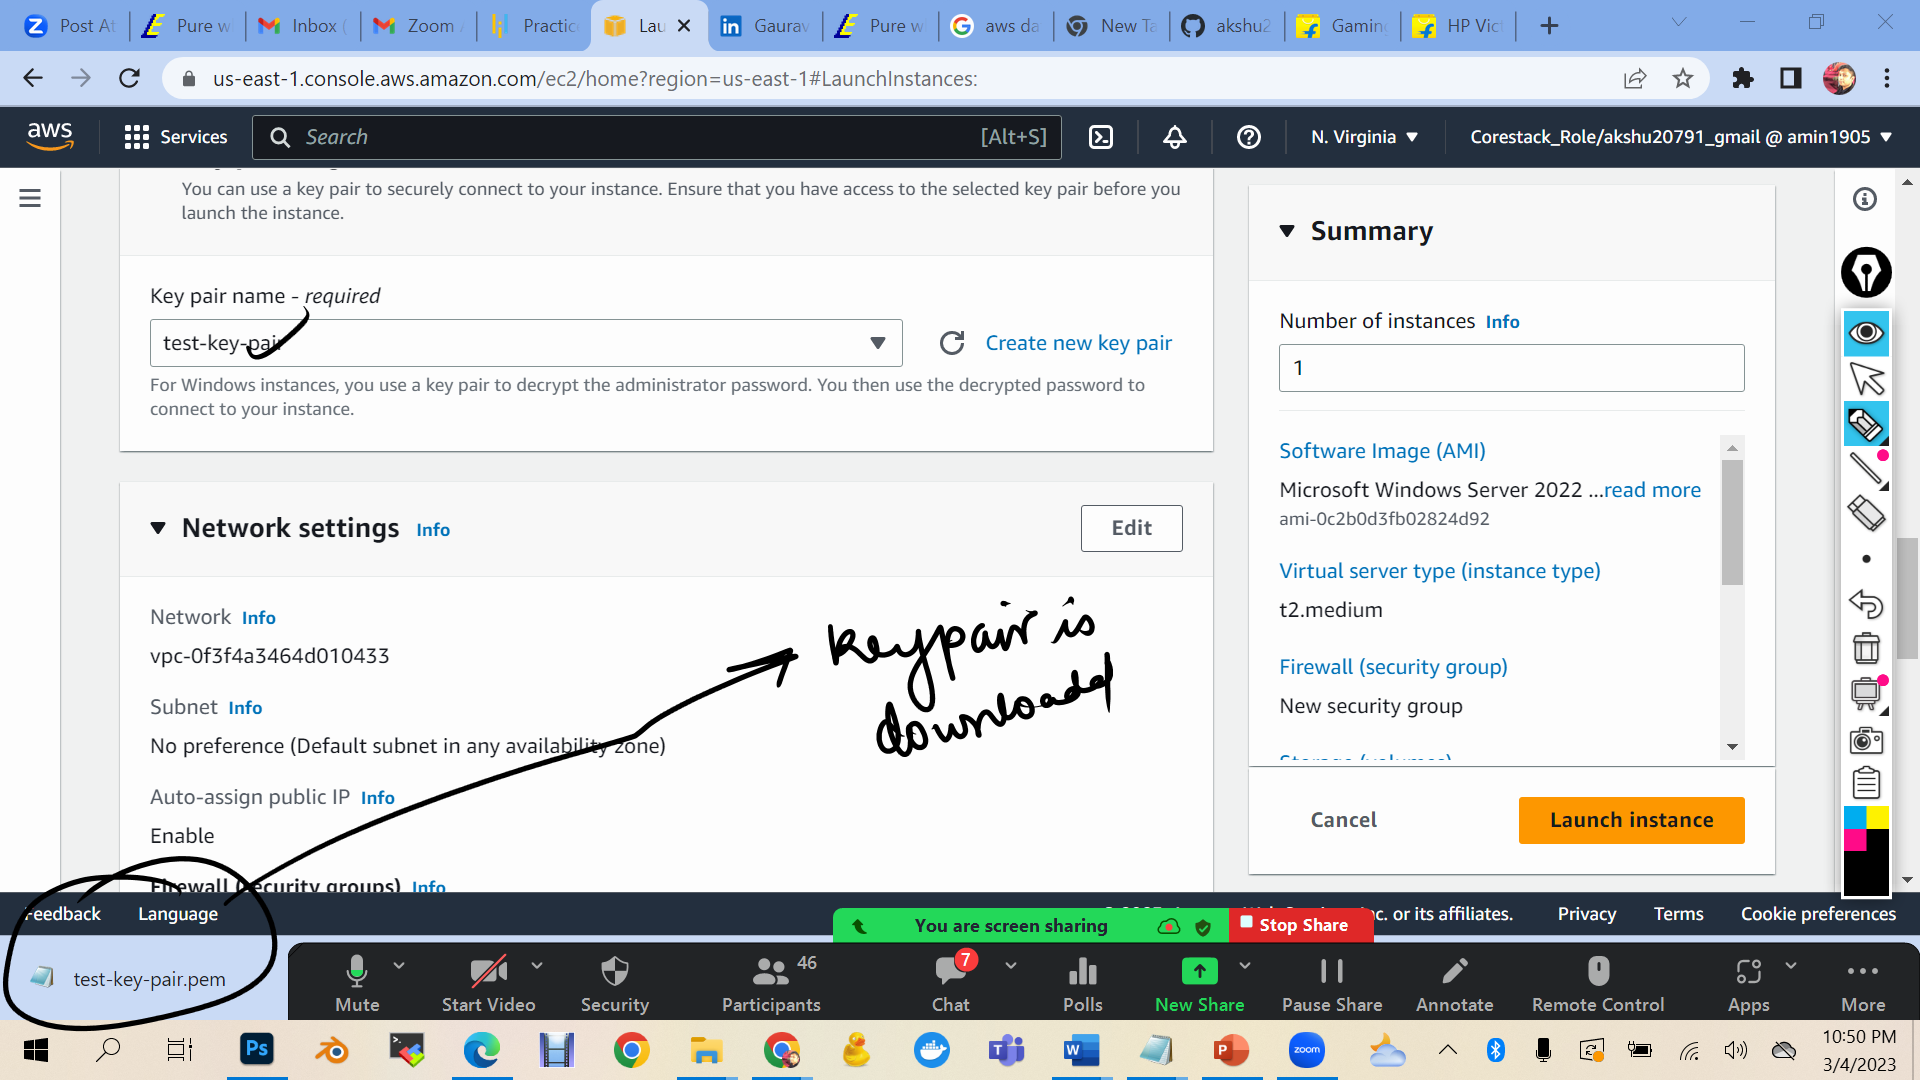 Post At
Pure w
Inbox (
Zoom
Practic
Lau
Gaurav
Pure w
aws da
New Ta
akshu2
Gaming
HP Vict
us-east-1.console.aws.amazon.com/ec2/home?region=us-east-1#LaunchInstances:
aws
Services
Search
[Alt+S]
N. Virginia
Corestack_Role/akshu20791_gmail @ amin1905
You can use a key pair to securely connect to your instance. Ensure that you have access to the selected key pair before you
launch the instance.
Key pair name - required
test-key-pair
Create new key pair
For Windows instances, you use a key pair to decrypt the administrator password. You then use the decrypted password to
connect to your instance.
Network settings Info
Edit
Network Info
vpc-0f3f4a3464d010433
Subnet Info
No preference (Default subnet in any availability zone)
Auto-assign public IP Info
Enable
Firewall (security groups) Info
keypair is
downloaded
Summary
Number of instances Info
1
Software Image (AMI)
Microsoft Windows Server 2022 ...read more
ami-0c2b0d3fb02824d92
Virtual server type (instance type)
t2.medium
Firewall (security group)
New security group
Storage (volumes)
Cancel
Launch instance
Feedback
Language
Inc. or its affiliates.
Privacy
Terms
Cookie preferences
You are screen sharing
Stop Share
test-key-pair.pem
Mute
Start Video
Security
Participants
46
Chat
7
Polls
New Share
Pause Share
Annotate
Remote Control
Apps
More
Ps
W
P
zoom
10:50 PM
3/4/2023